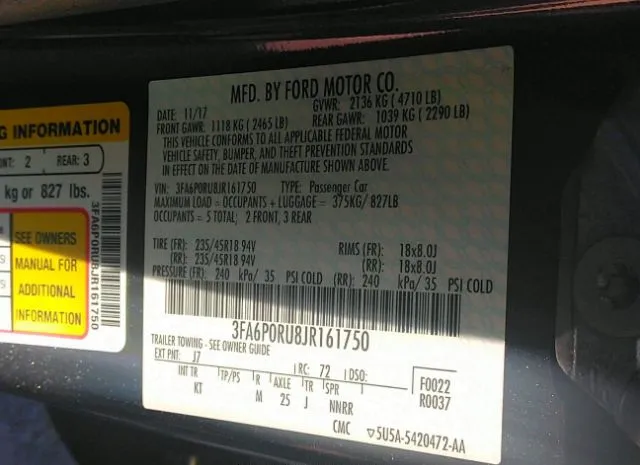 MFD. BY FORD MOTOR CO.
DATE: 11/17 GVWR: 2136 KG ( 4710 LB)
FRONT GAWR: 1118 KG ( 2465 LB) REAR GAWR: 1039 KG ( 2290 LB)
THIS VEHICLE CONFORMS TO ALL APPLICABLE FEDERAL MOTOR
VEHICLE SAFETY, BUMPER, AND THEFT PREVENTION STANDARDS
IN EFFECT ON THE DATE OF MANUFACTURE SHOWN ABOVE.
VIN: 3FA6P0RU8JR161750 TYPE: Passenger Car
MAXIMUM LOAD = OCCUPANTS + LUGGAGE = 375KG/ 827LB
OCCUPANTS = 5 TOTAL; 2 FRONT, 3 REAR
TIRE (FR): 235/45R18 94V RIMS (FR): 18x8.0J
(RR): 235/45R18 94V (RR): 18x8.0J
PRESSURE (FR): 240 kPa/ 35 PSI COLD (RR): 240 kPa/ 35 PSI COLD
3FA6P0RU8JR161750
TRAILER TOWING - SEE OWNER GUIDE
EXT PNT: J7 RC: 72 DSO:
INT TR TP/PS R AXLE TR SPR F0022
KT M 25 J NNRR R0037
CMC ▽5U5A-5420472-AA
G INFORMATION
NT: 2 REAR: 3
kg or 827 lbs.
SEE OWNERS
MANUAL FOR
ADDITIONAL
INFORMATION
3FA6P0RU8JR161750